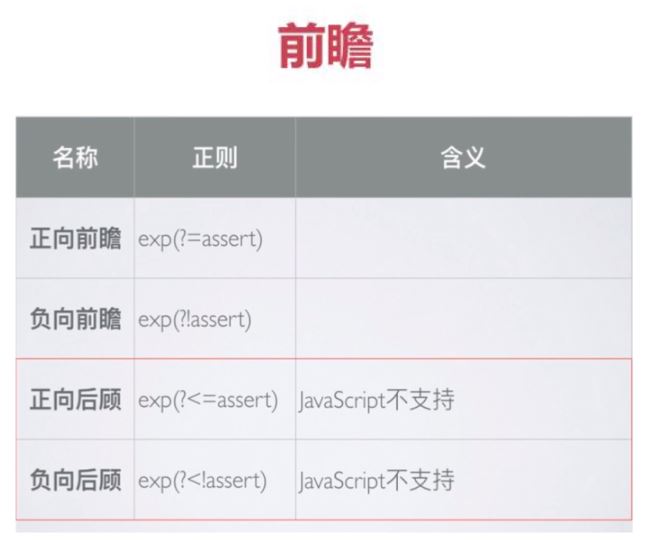 前瞻
名称 正则 含义
正向前瞻 exp(?=assert)
负向前瞻 exp(?!assert)
正向后顾 exp(?<=assert) JavaScript不支持
负向后顾 exp(?<!assert) JavaScript不支持